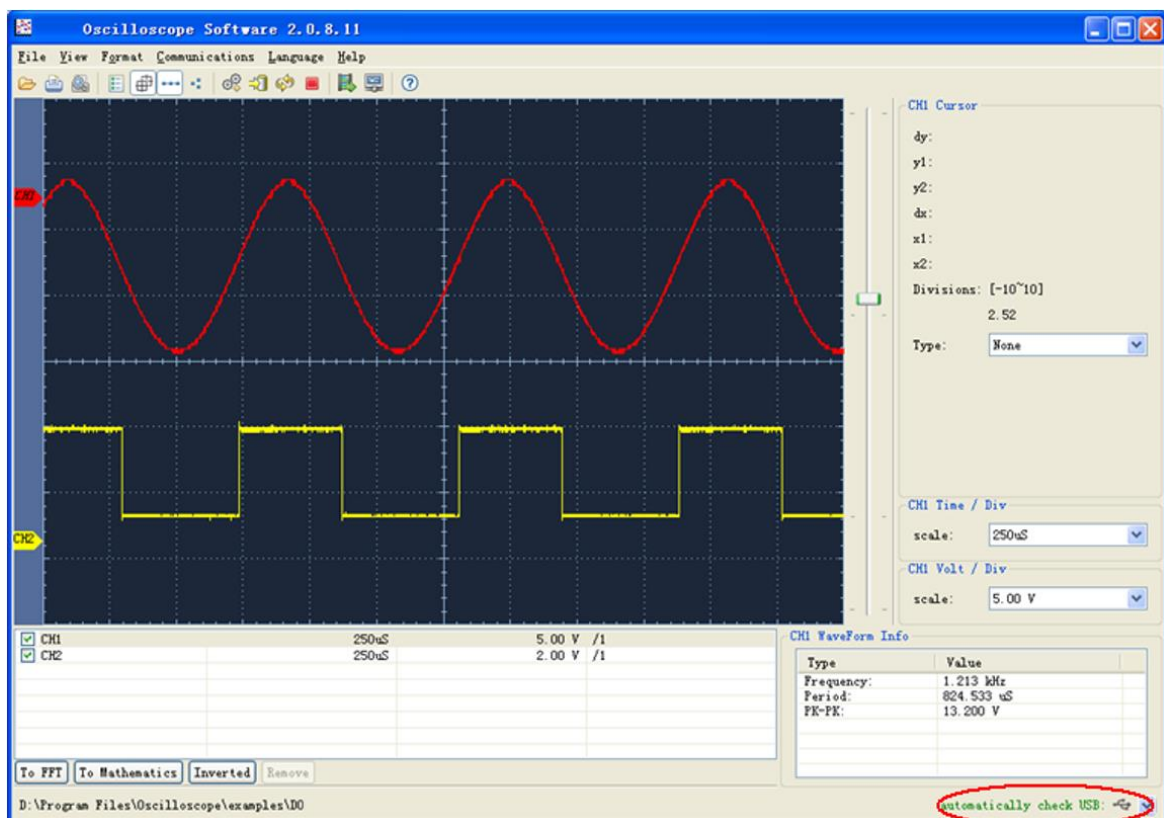 Oscilloscope Software 2.0.8.11
File View Format Communications Language Help
CH1
CH2
CH1 Cursor
dy:
y1:
y2:
dx:
x1:
x2:
Divisions: [-10~10]
2.52
Type: None
CH1 Time / Div
scale: 250uS
CH1 Volt / Div
scale: 5.00 V
CH1 250uS 5.00 V /1
CH2 250uS 2.00 V /1
CH1 WaveForm Info
Type Value
Frequency: 1.213 kHz
Period: 824.533 uS
PK-PK: 13.200 V
To FFT To Mathematics Inverted Remove
D:\Program Files\Oscilloscope\examples\DO
automatically check USB: